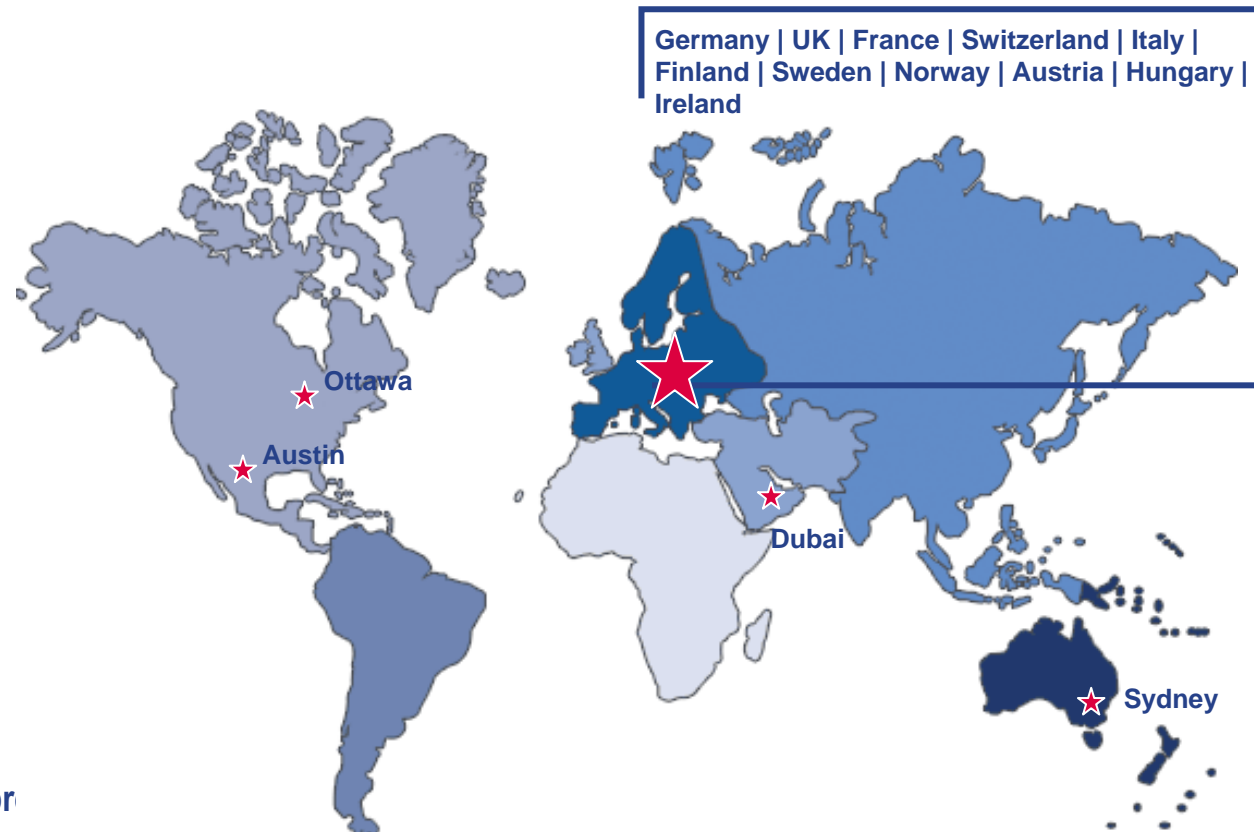 Germany | UK | France | Switzerland | Italy |
Finland | Sweden | Norway | Austria | Hungary |
Ireland
Ottawa
Austin
Dubai
Sydney